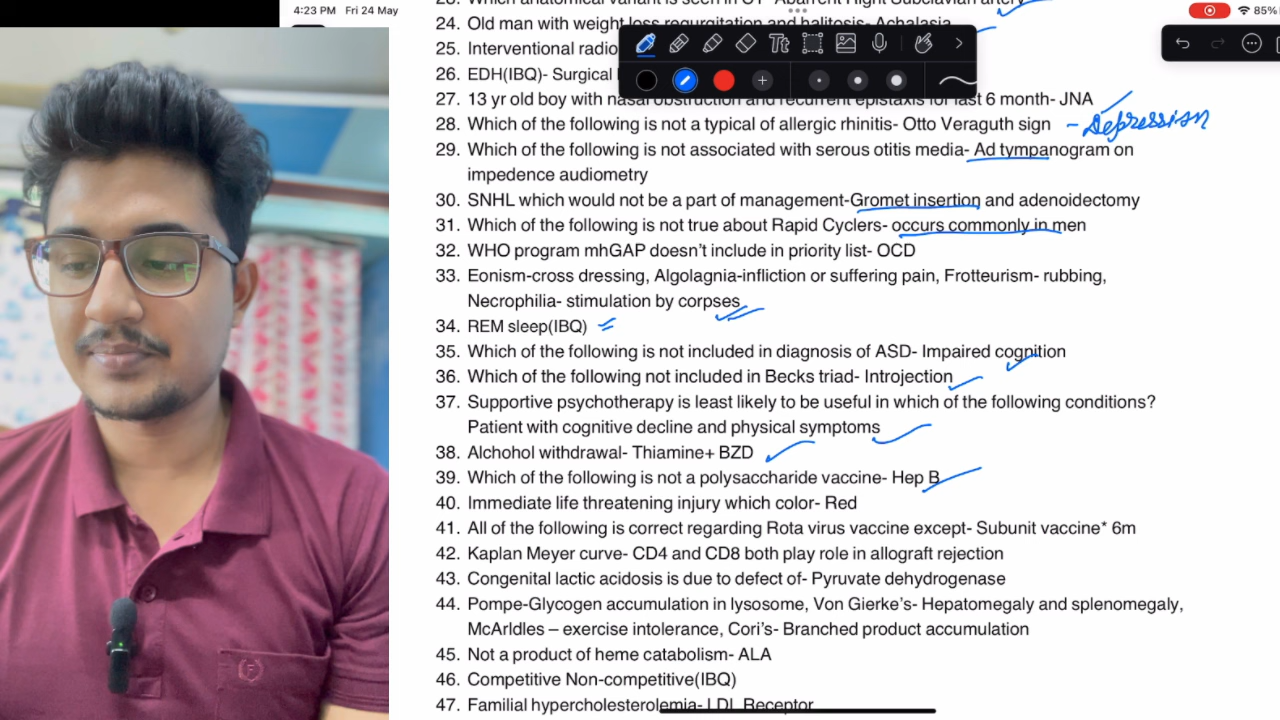 4:23 PM Fri 24 May
85%
24. Old man with weight loss regurgitation and halitosis- Achalasia
25. Interventional radio
26. EDH(IBQ)- Surgical
27. 13 yr old boy with nasal obstruction and recurrent epistaxis for last 6 month- JNA
28. Which of the following is not a typical of allergic rhinitis- Otto Veraguth sign - Depression
29. Which of the following is not associated with serous otitis media- Ad tympanogram on
impedence audiometry
30. SNHL which would not be a part of management-Gromet insertion and adenoidectomy
31. Which of the following is not true about Rapid Cyclers- occurs commonly in men
32. WHO program mhGAP doesn't include in priority list- OCD
33. Eonism-cross dressing, Algolagnia-infliction or suffering pain, Frotteurism- rubbing,
Necrophilia- stimulation by corpses
34. REM sleep(IBQ)
35. Which of the following is not included in diagnosis of ASD- Impaired cognition
36. Which of the following not included in Becks triad- Introjection
37. Supportive psychotherapy is least likely to be useful in which of the following conditions?
Patient with cognitive decline and physical symptoms
38. Alchohol withdrawal- Thiamine+ BZD
39. Which of the following is not a polysaccharide vaccine- Hep B
40. Immediate life threatening injury which color- Red
41. All of the following is correct regarding Rota virus vaccine except- Subunit vaccine* 6m
42. Kaplan Meyer curve- CD4 and CD8 both play role in allograft rejection
43. Congenital lactic acidosis is due to defect of- Pyruvate dehydrogenase
44. Pompe-Glycogen accumulation in lysosome, Von Gierke's- Hepatomegaly and splenomegaly,
McArldles – exercise intolerance, Cori's- Branched product accumulation
45. Not a product of heme catabolism- ALA
46. Competitive Non-competitive(IBQ)
47. Familial hypercholesterolemia- LDL Receptor